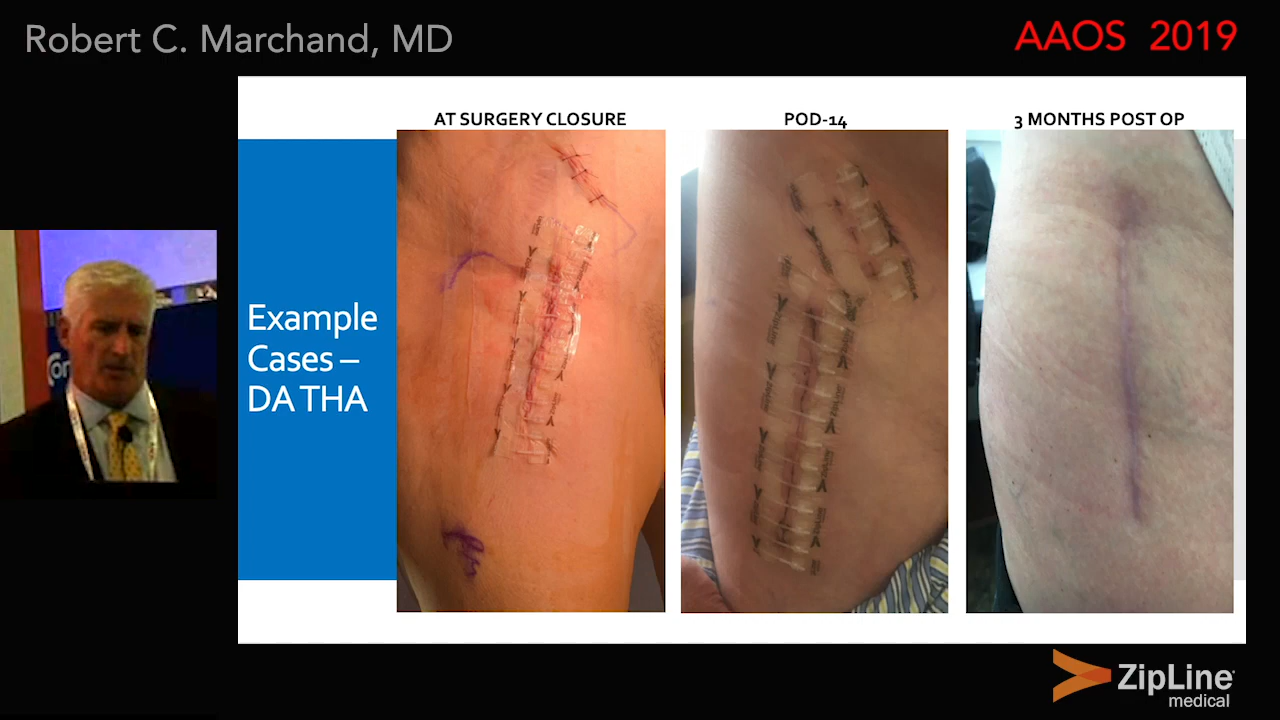 Robert C. Marchand, MD
AAOS 2019
AT SURGERY CLOSURE
POD-14
3 MONTHS POST OP
Example
Cases –
DA THA
ZipLine
medical